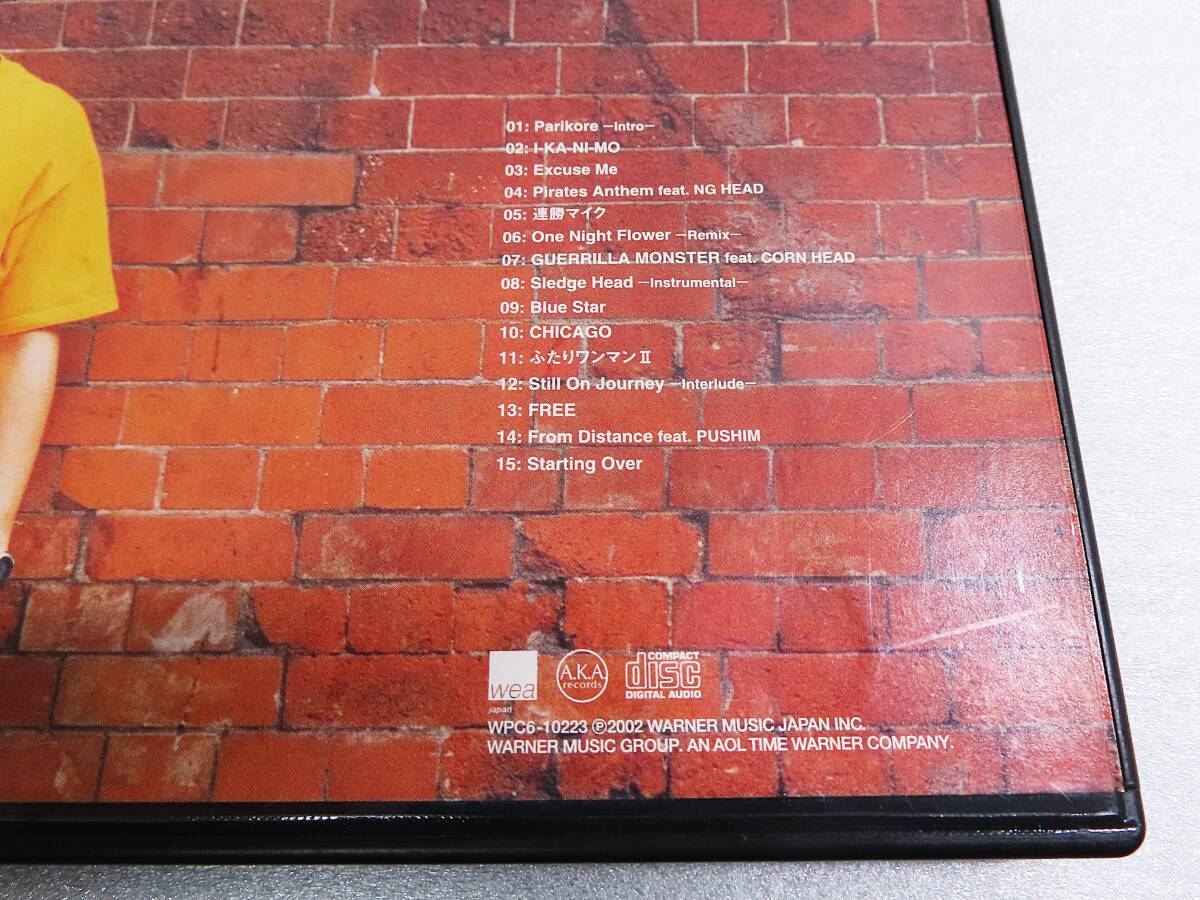 01: Parikore −Intro−
02: I-KA-NI-MO
03: Excuse Me
04: Pirates Anthem feat. NG HEAD
05: 連勝マイク
06: One Night Flower −Remix−
07: GUERRILLA MONSTER feat. CORN HEAD
08: Sledge Head −Instrumental−
09: Blue Star
10: CHICAGO
11: ふたりワンマンⅡ
12: Still On Journey −Interlude−
13: FREE
14: From Distance feat. PUSHIM
15: Starting Over
wea
japan
A.K.A.
records
COMPACT
disc
DIGITAL AUDIO
WPC6-10223 ℗2002 WARNER MUSIC JAPAN INC.
WARNER MUSIC GROUP. AN AOL TIME WARNER COMPANY.